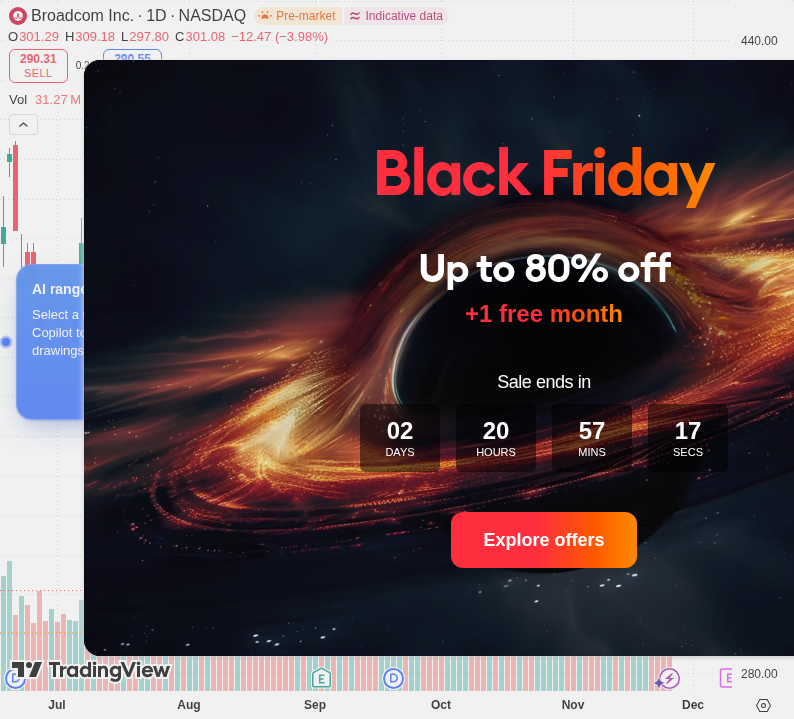 Broadcom Inc. · 1D · NASDAQ Pre-market Indicative data
O301.29 H309.18 L297.80 C301.08 −12.47 (−3.98%)
440.00
290.31
SELL
290.55
Vol 31.27 M
Black Friday
Up to 80% off
+1 free month
AI range
Select a
Copilot to
drawings
Sale ends in
02 20 57 17
DAYS HOURS MINS SECS
Explore offers
TradingView
D E D E
280.00
Jul Aug Sep Oct Nov Dec